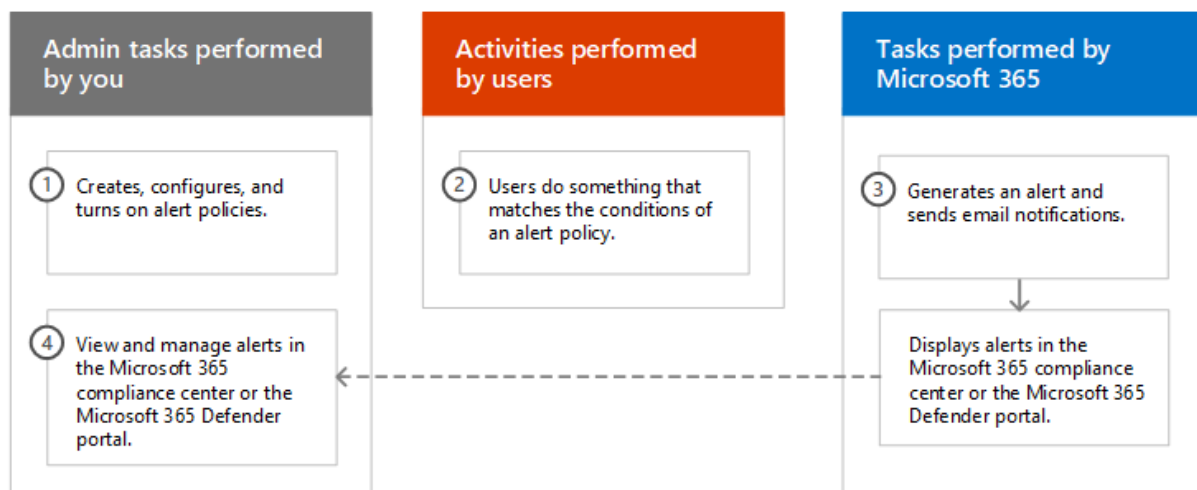 Admin tasks performed
by you
1
Creates, configures, and
turns on alert policies.
4
View and manage alerts in
the Microsoft 365
compliance center or the
Microsoft 365 Defender
portal.
Activities performed
by users
2
Users do something that
matches the conditions of
an alert policy.
Tasks performed by
Microsoft 365
3
Generates an alert and
sends email notifications.
Displays alerts in the
Microsoft 365 compliance
center or the Microsoft 365
Defender portal.